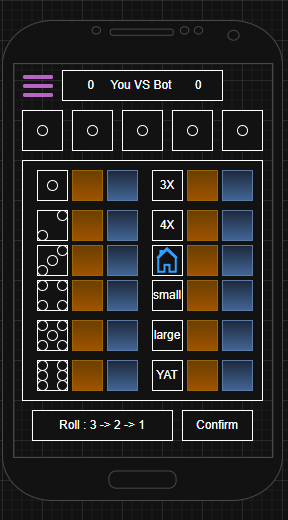 0 You VS Bot 0
3X
4X
small
large
YAT
Roll : 3 -> 2 -> 1
Confirm